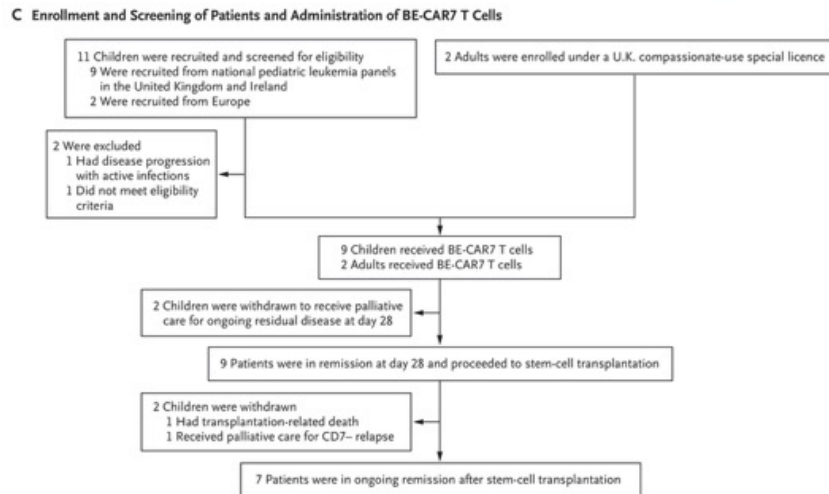 C Enrollment and Screening of Patients and Administration of BE-CAR7 T Cells
11 Children were recruited and screened for eligibility
9 Were recruited from national pediatric leukemia panels
in the United Kingdom and Ireland
2 Were recruited from Europe
2 Adults were enrolled under a U.K. compassionate-use special licence
2 Were excluded
1 Had disease progression
with active infections
1 Did not meet eligibility
criteria
9 Children received BE-CAR7 T cells
2 Adults received BE-CAR7 T cells
2 Children were withdrawn to receive palliative
care for ongoing residual disease at day 28
9 Patients were in remission at day 28 and proceeded to stem-cell transplantation
2 Children were withdrawn
1 Had transplantation-related death
1 Received palliative care for CD7– relapse
7 Patients were in ongoing remission after stem-cell transplantation